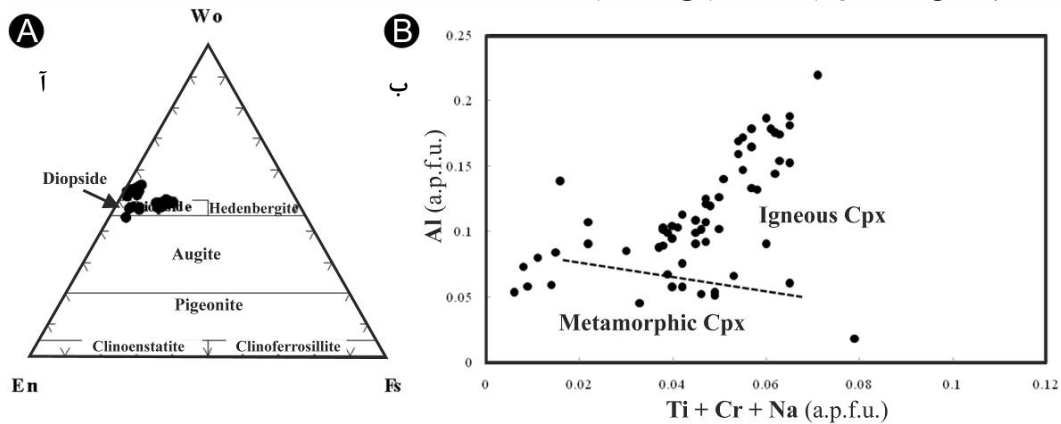 A
آ
Wo
Diopside
Hedenbergite
Augite
Pigeonite
Clinoenstatite
Clinoferrosillite
En
Fs
B
ب
0.25
0.2
0.15
0.1
0.05
0
Al (a.p.f.u.)
Igneous Cpx
Metamorphic Cpx
0
0.02
0.04
0.06
0.08
0.1
0.12
Ti + Cr + Na (a.p.f.u.)